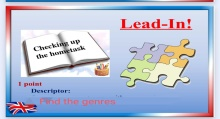 Lead-In!
Checking up
the hometask
1 point
Descriptor:
Find the genres